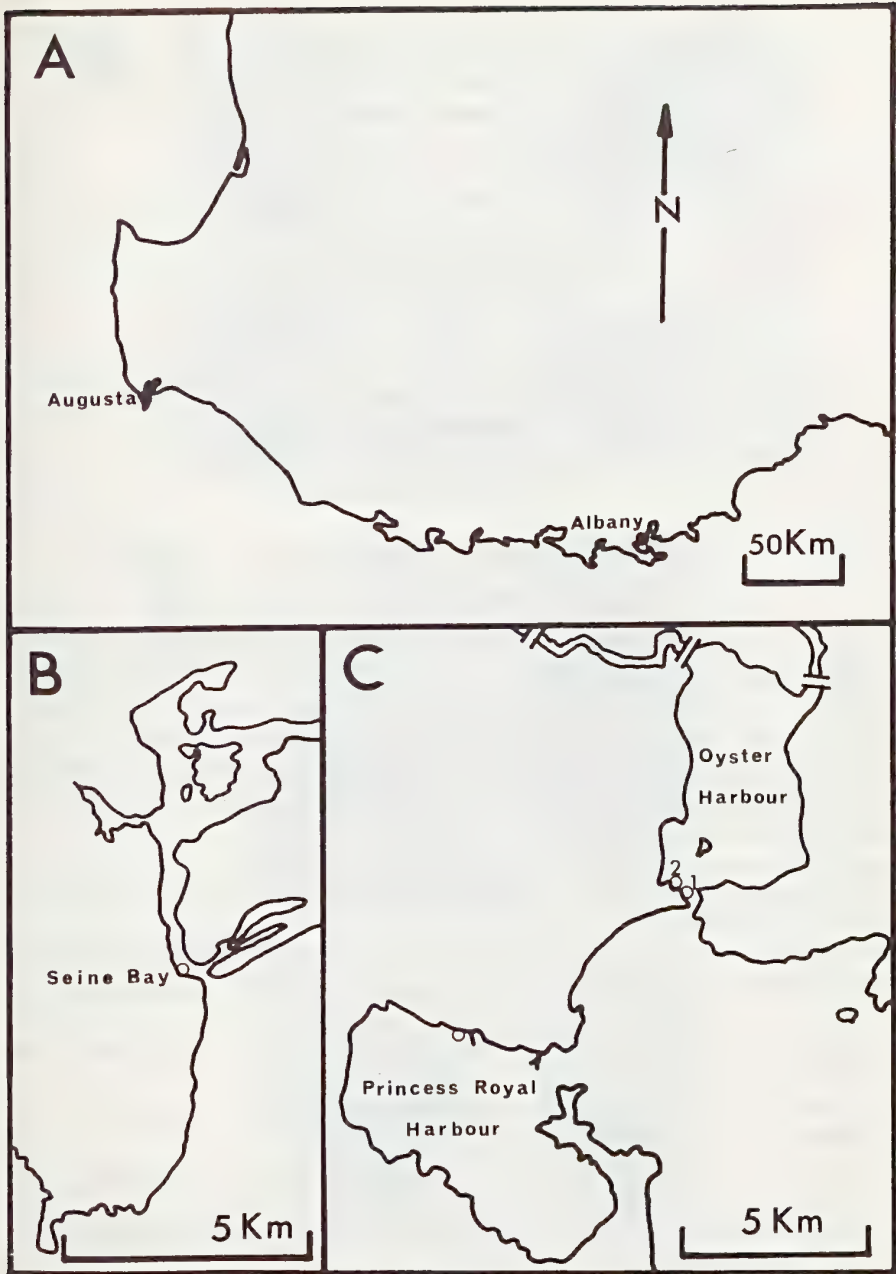 A
N
Augusta
Albany
50Km
B
Seine Bay
5 Km
C
Oyster
Harbour
2
1
Princess Royal
Harbour
5 Km